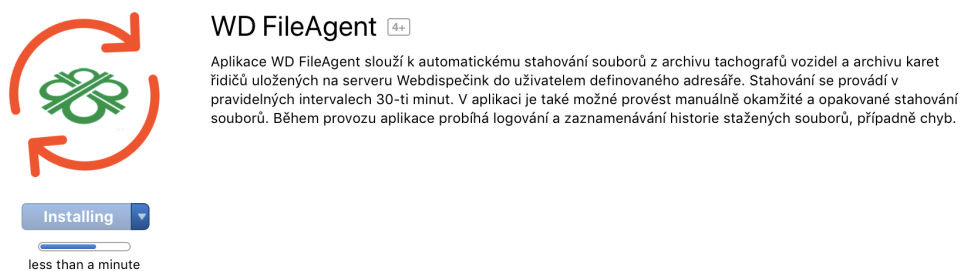 WD FileAgent 4+
Aplikace WD FileAgent slouží k automatickému stahování souborů z archivu tachografů vozidel a archivu karet
řidičů uložených na serveru Webdispečink do uživatelem definovaného adresáře. Stahování se provádí v
pravidelných intervalech 30-ti minut. V aplikaci je také možné provést manuálně okamžité a opakované stahování
souborů. Během provozu aplikace probíhá logování a zaznamenávání historie stažených souborů, případně chyb.
Installing
less than a minute